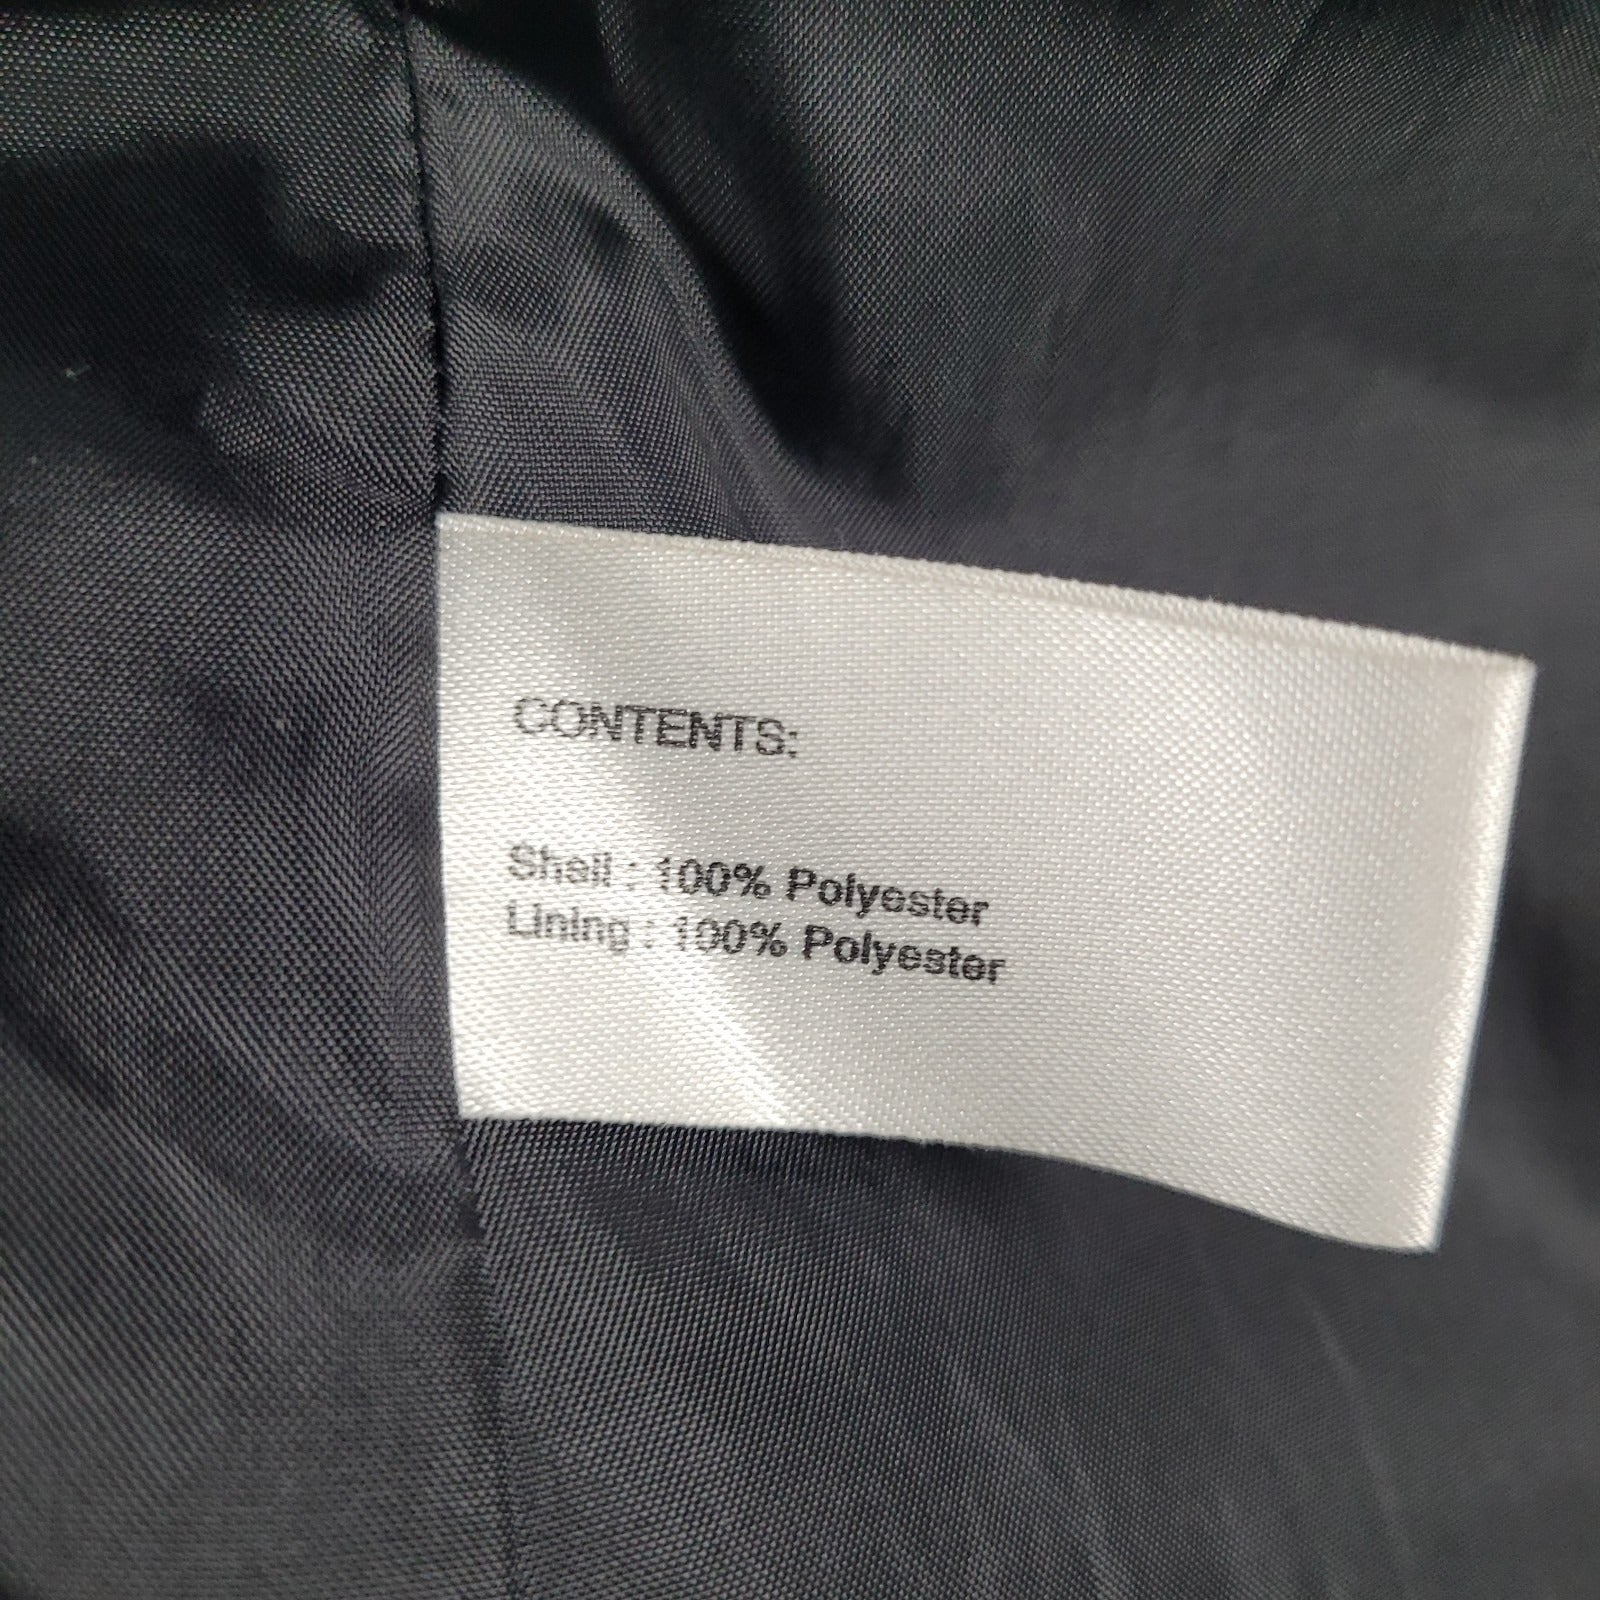 CONTENTS:
Shell : 100% Polyester
Lining : 100% Polyester